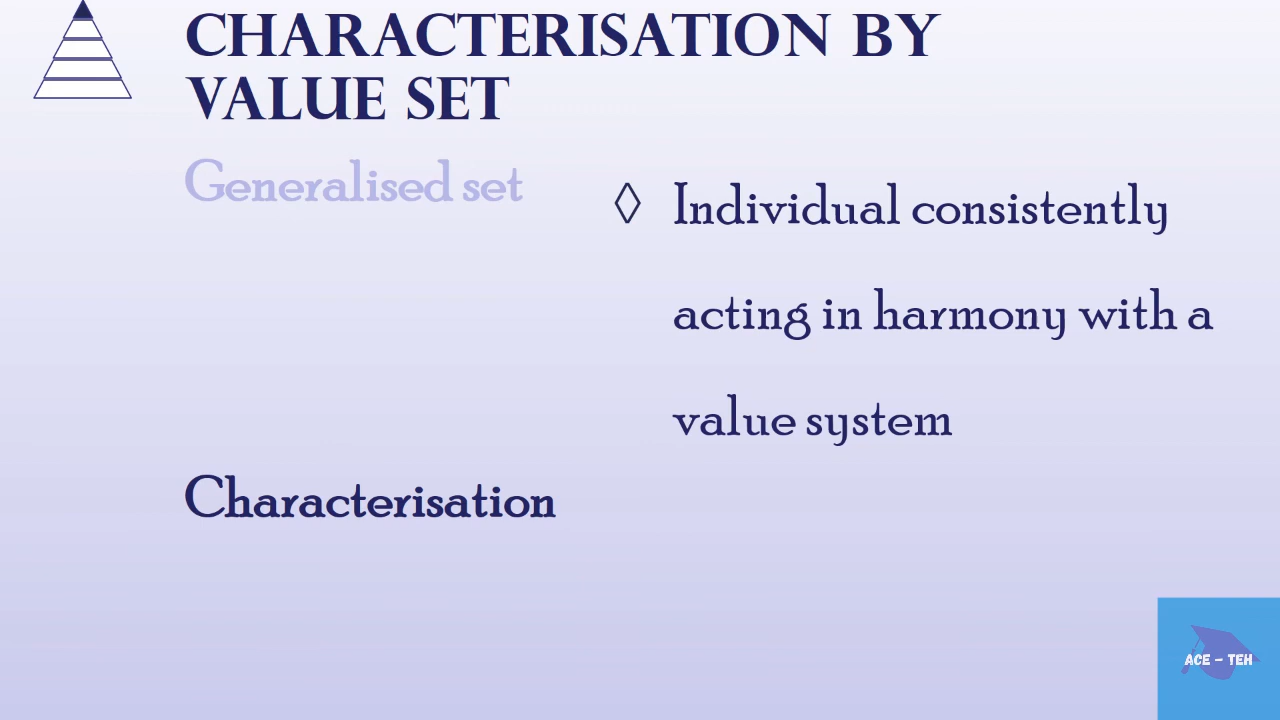 CHARACTERISATION BY
VALUE SET
Generalised set
◊ Individual consistently
acting in harmony with a
value system
Characterisation
ACE – TEH